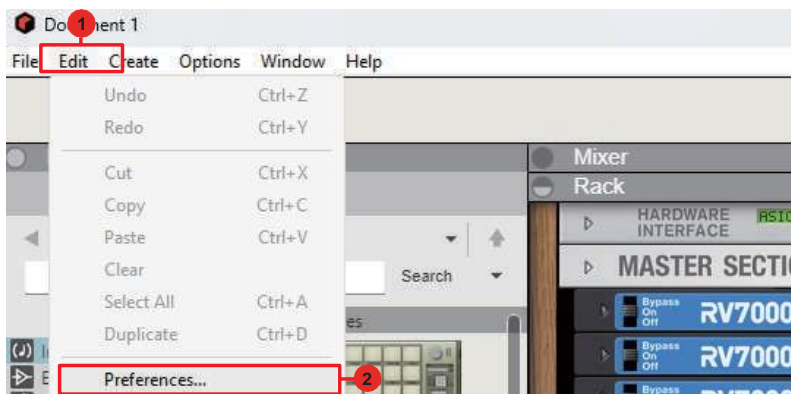 Document 1
1
File Edit Create Options Window Help
Undo Ctrl+Z
Redo Ctrl+Y
Cut Ctrl+X
Copy Ctrl+C
Paste Ctrl+V
Clear
Select All Ctrl+A
Duplicate Ctrl+D
Preferences...
2
Search
es
Mixer
Rack
HARDWARE
INTERFACE
ASIO
MASTER SECTI
Bypass
On
Off
RV7000
Bypass
On
Off
RV7000
Bypass